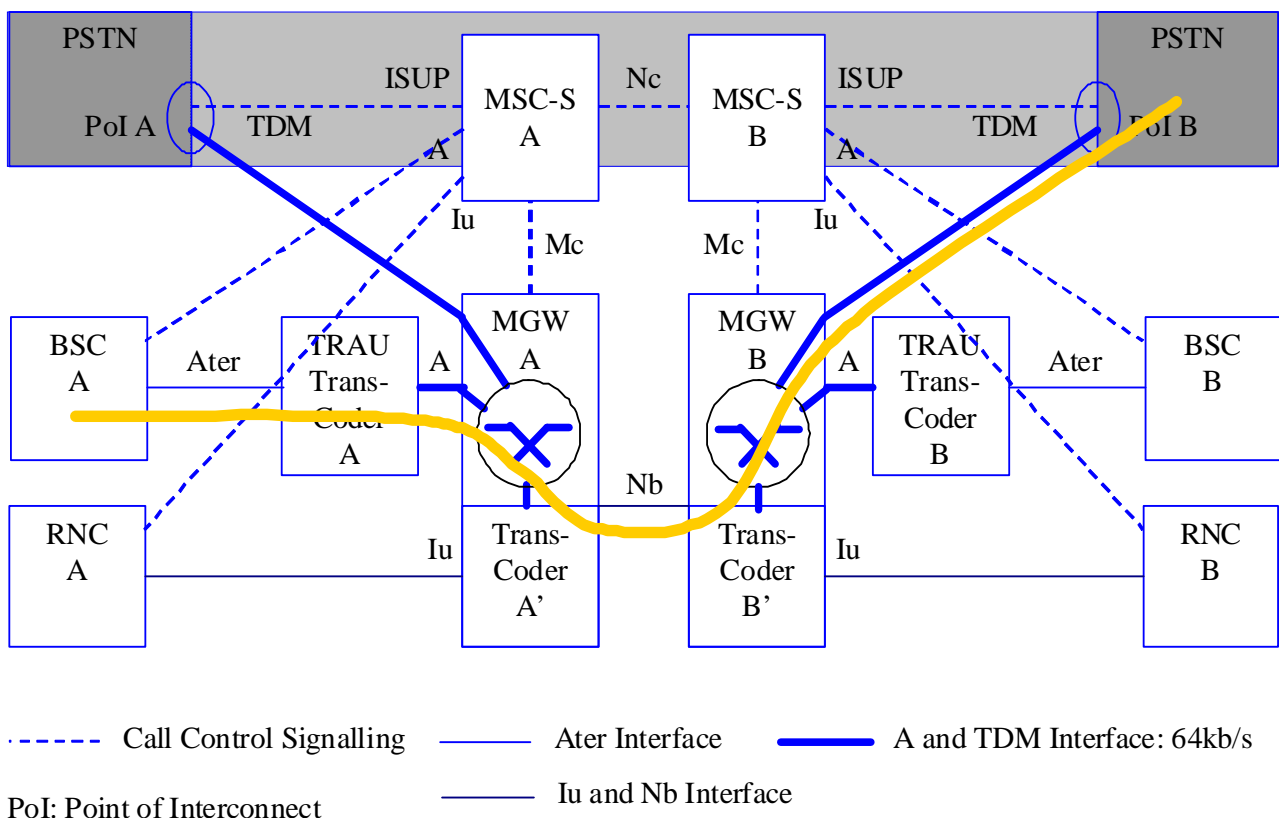 PSTN
PSTN
ISUP
Nc
ISUP
MSC-S
A
MSC-S
B
PoI A
TDM
TDM
PoI B
A
A
Iu
Iu
Mc
Mc
BSC
A
Ater
TRAU
Trans-
Coder
A
A
MGW
A
MGW
B
A
TRAU
Trans-
Coder
B
Ater
BSC
B
Nb
RNC
A
Iu
Trans-
Coder
A’
Trans-
Coder
B’
Iu
RNC
B
Call Control Signalling
Ater Interface
A and TDM Interface: 64kb/s
PoI: Point of Interconnect
Iu and Nb Interface